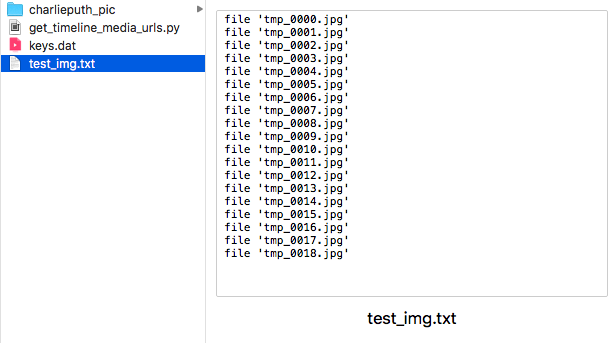 charlieputh_pic
get_timeline_media_urls.py
keys.dat
test_img.txt
file 'tmp_0000.jpg'
file 'tmp_0001.jpg'
file 'tmp_0002.jpg'
file 'tmp_0003.jpg'
file 'tmp_0004.jpg'
file 'tmp_0005.jpg'
file 'tmp_0006.jpg'
file 'tmp_0007.jpg'
file 'tmp_0008.jpg'
file 'tmp_0009.jpg'
file 'tmp_0010.jpg'
file 'tmp_0011.jpg'
file 'tmp_0012.jpg'
file 'tmp_0013.jpg'
file 'tmp_0014.jpg'
file 'tmp_0015.jpg'
file 'tmp_0016.jpg'
file 'tmp_0017.jpg'
file 'tmp_0018.jpg'
test_img.txt